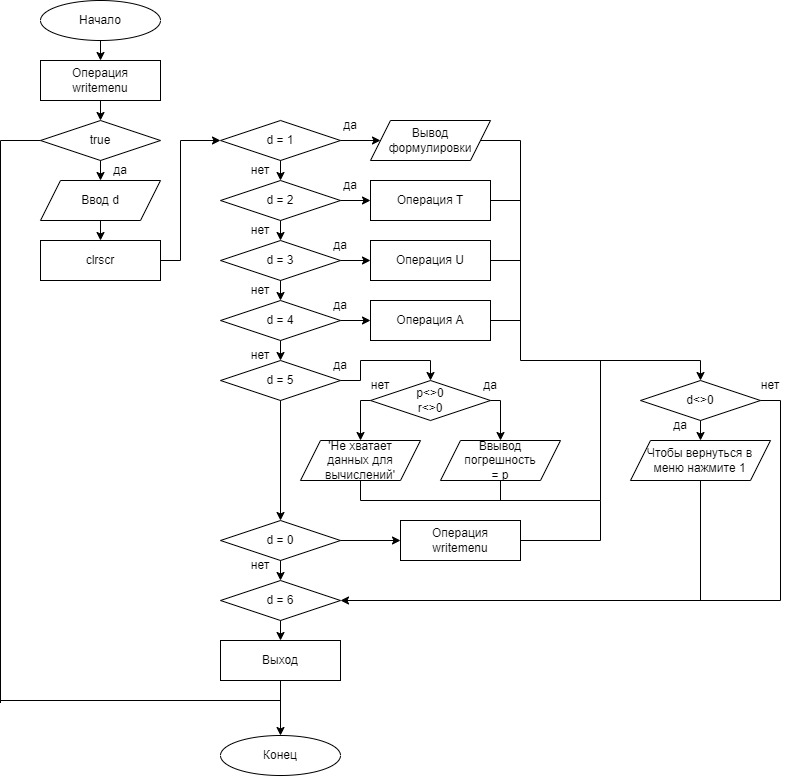 Начало
Операция
writemenu
true
да
Ввод d
clrscr
d = 1
да
Вывод
формулировки
нет
d = 2
да
Операция T
нет
d = 3
да
Операция U
нет
d = 4
да
Операция A
нет
d = 5
да
нет
p<>0
r<>0
да
'Не хватает
данных для
вычислений'
Ввывод
погрешность
= p
d<>0
нет
да
Чтобы вернуться в
меню нажмите 1
d = 0
Операция
writemenu
нет
d = 6
Выход
Конец